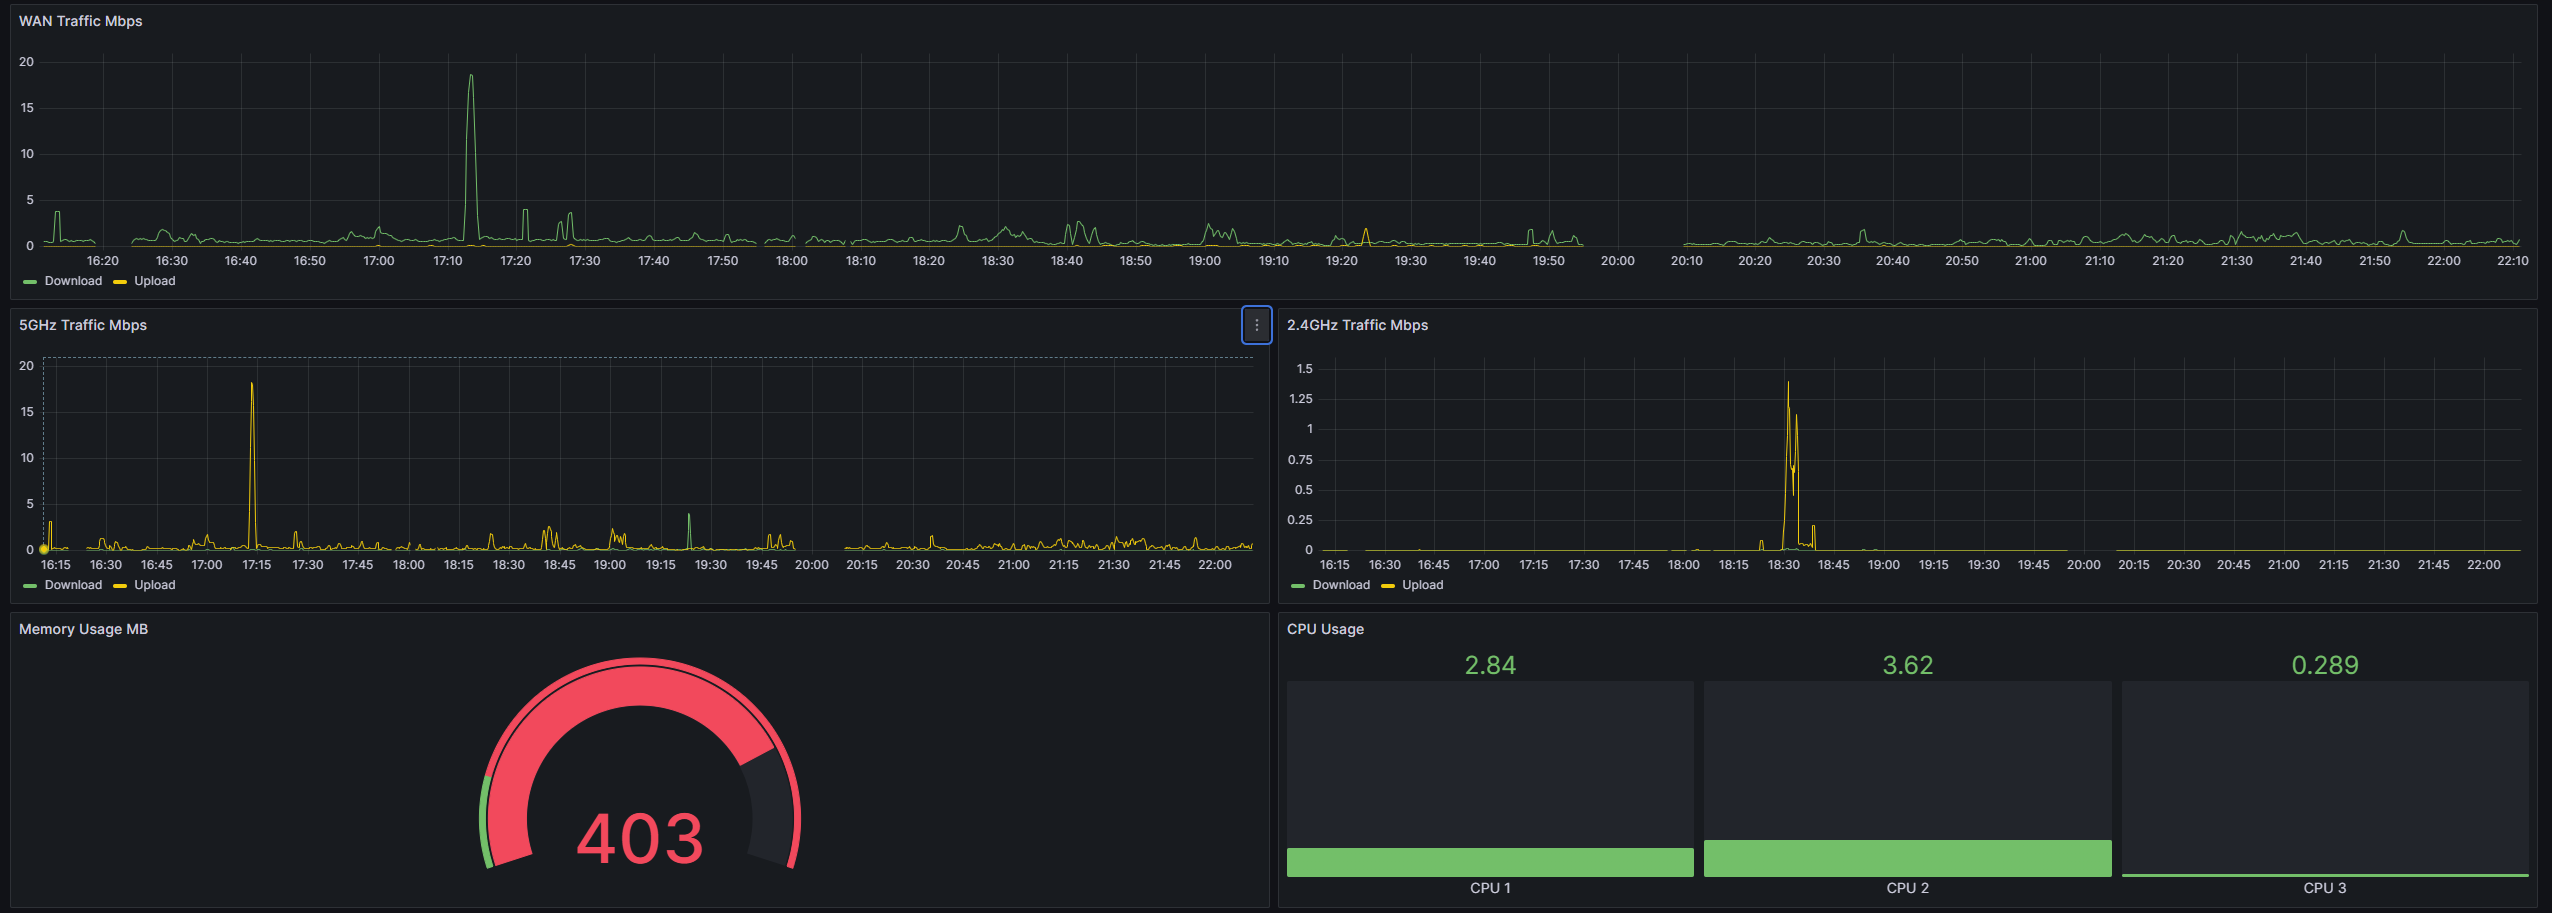 WAN Traffic Mbps
20
15
10
5
0
16:20 16:30 16:40 16:50 17:00 17:10 17:20 17:30 17:40 17:50 18:00 18:10 18:20 18:30 18:40 18:50 19:00 19:10 19:20 19:30 19:40 19:50 20:00 20:10 20:20 20:30 20:40 20:50 21:00 21:10 21:20 21:30 21:40 21:50 22:00 22:10
Download Upload
5GHz Traffic Mbps
20
15
10
5
0
16:15 16:30 16:45 17:00 17:15 17:30 17:45 18:00 18:15 18:30 18:45 19:00 19:15 19:30 19:45 20:00 20:15 20:30 20:45 21:00 21:15 21:30 21:45 22:00
Download Upload
2.4GHz Traffic Mbps
1.5
1.25
1
0.75
0.5
0.25
0
16:15 16:30 16:45 17:00 17:15 17:30 17:45 18:00 18:15 18:30 18:45 19:00 19:15 19:30 19:45 20:00 20:15 20:30 20:45 21:00 21:15 21:30 21:45 22:00
Download Upload
Memory Usage MB
403
CPU Usage
2.84 3.62 0.289
CPU 1 CPU 2 CPU 3